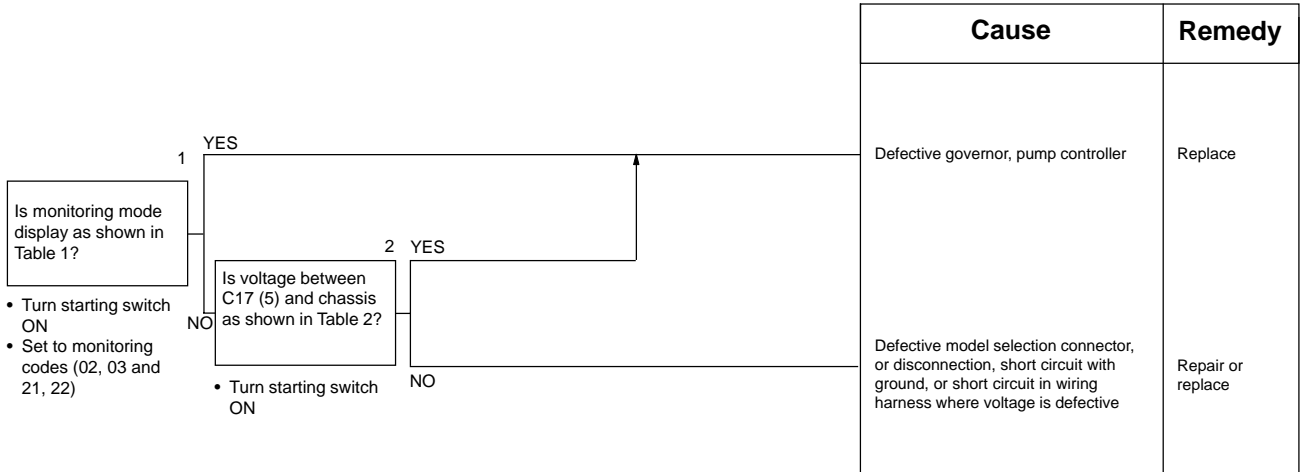 Cause
Remedy
1
YES
Defective governor, pump controller
Replace
Is monitoring mode
display as shown in
Table 1?
• Turn starting switch
ON
• Set to monitoring
codes (02, 03 and
21, 22)
NO
2
YES
Is voltage between
C17 (5) and chassis
as shown in Table 2?
• Turn starting switch
ON
NO
Defective model selection connector,
or disconnection, short circuit with
ground, or short circuit in wiring
harness where voltage is defective
Repair or
replace